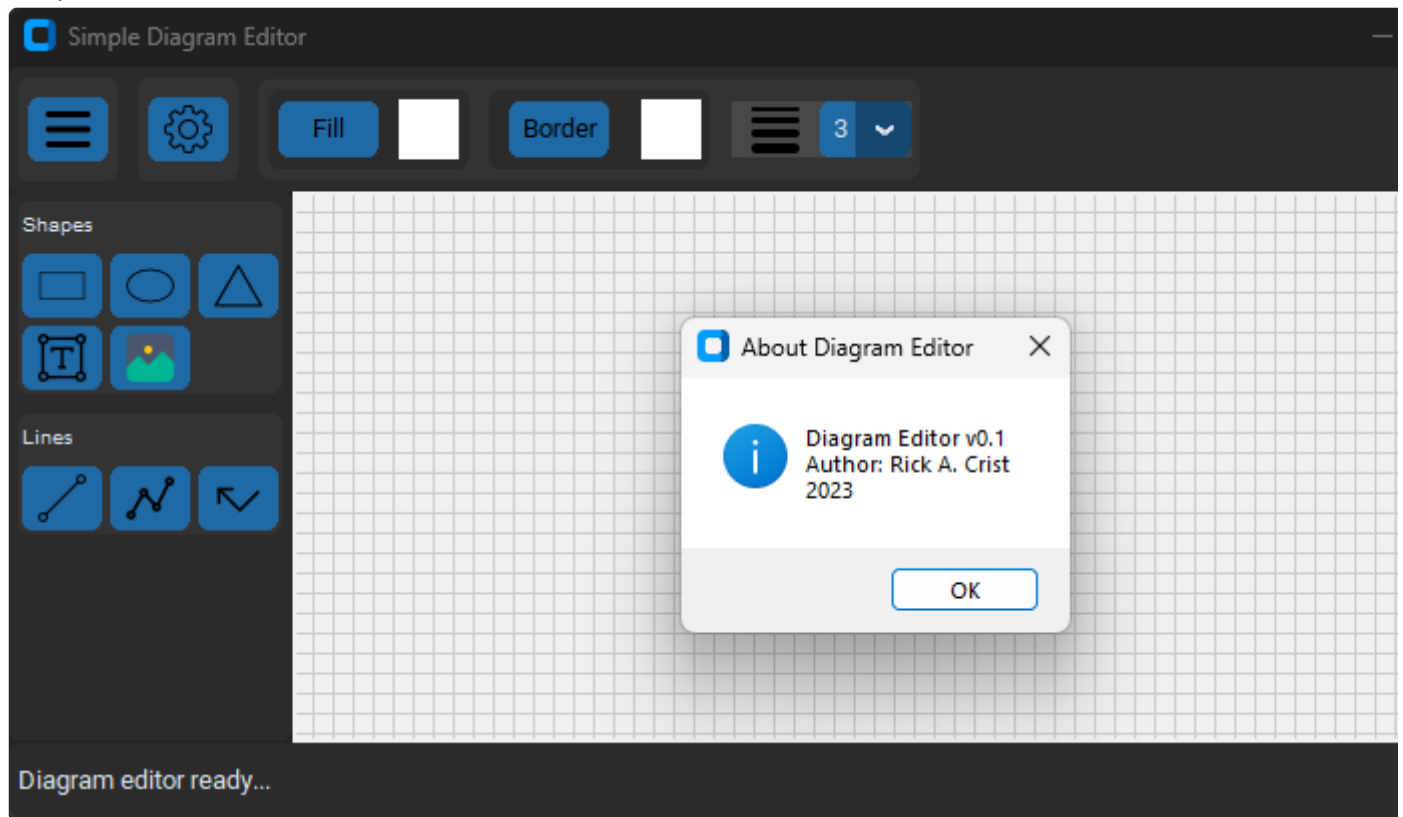 Simple Diagram Editor
Fill
Border
3
Shapes
T
Lines
About Diagram Editor
Diagram Editor v0.1
Author: Rick A. Crist
2023
OK
Diagram editor ready...